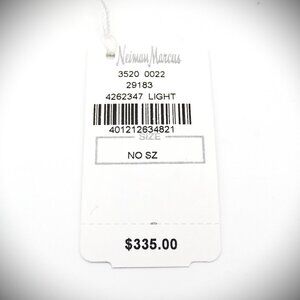 Neiman Marcus
3520 0022
29183
4262347 LIGHT
401212634821
SIZE
NO SZ
$335.00